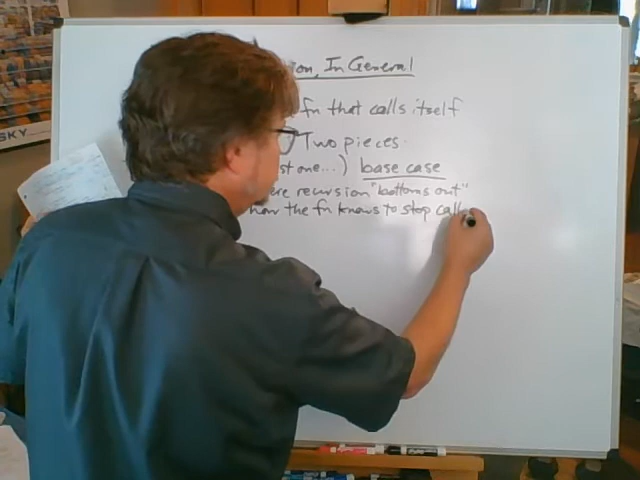 ion, In General
fn that calls itself
Two pieces.
st one...) base case
ere recursion "bottoms out"
how the fn knows to stop call
SKY